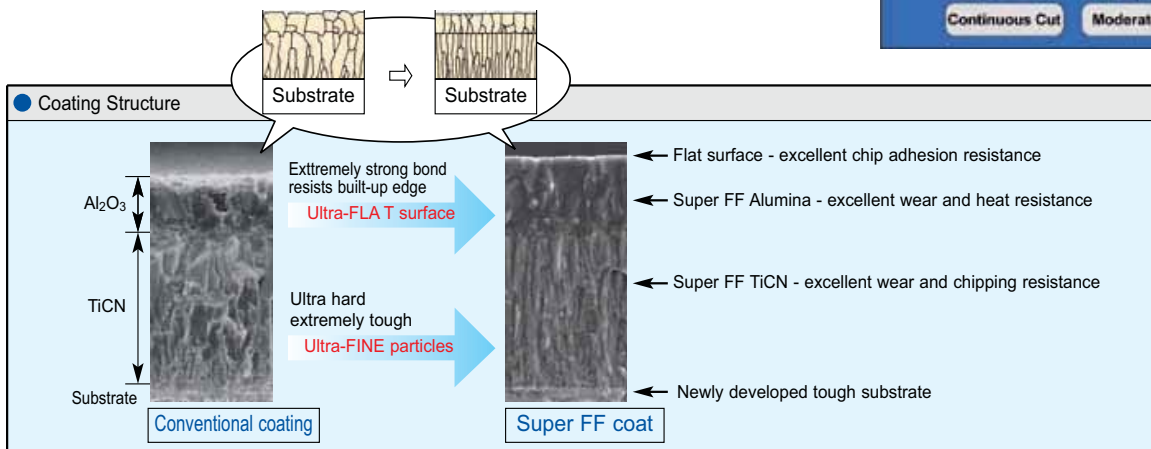 Continuous Cut
Substrate
Substrate
Coating Structure
Al₂O₃
TiCN
Substrate
Conventional coating
Exttremely strong bond
resists built-up edge
Ultra-FLA T surface
Ultra hard
extremely tough
Ultra-FINE particles
Super FF coat
Flat surface - excellent chip adhesion resistance
Super FF Alumina - excellent wear and heat resistance
Super FF TiCN - excellent wear and chipping resistance
Newly developed tough substrate